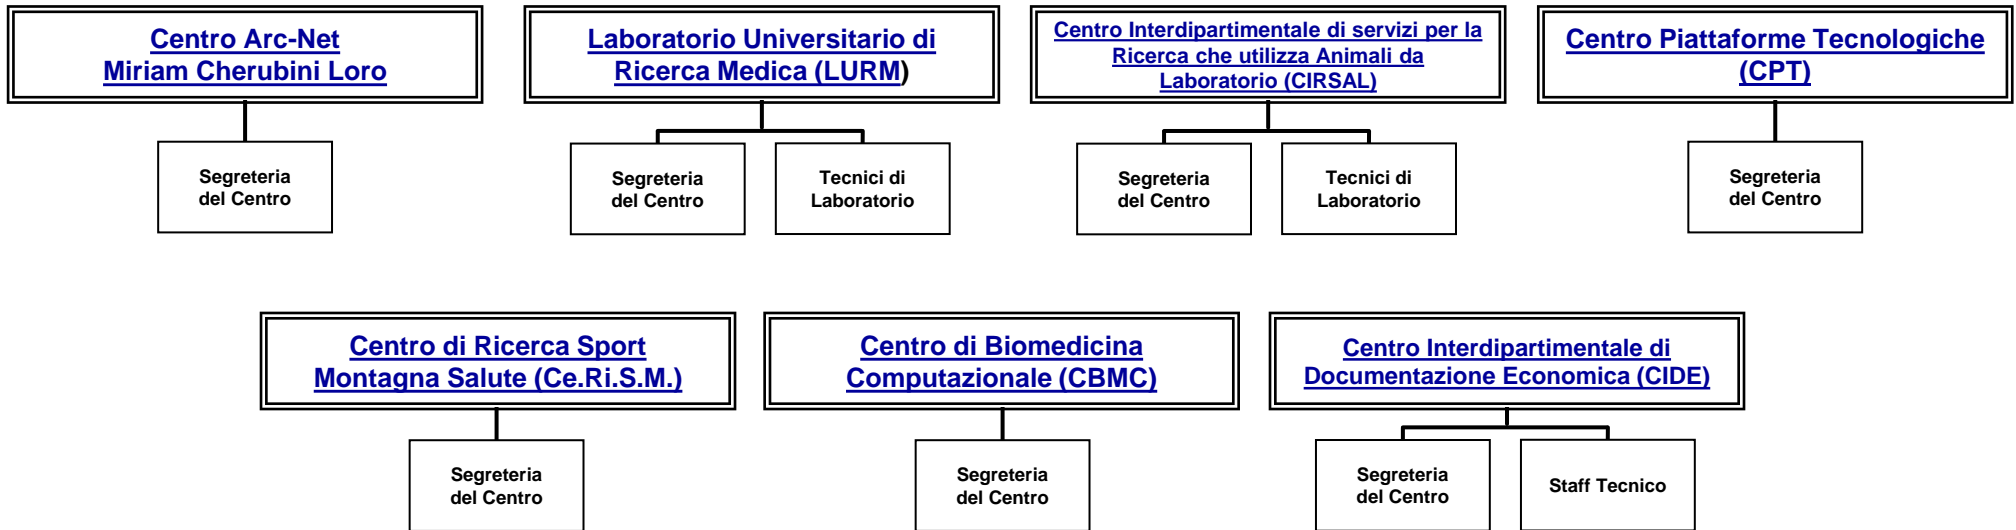 Centro Arc-Net
Miriam Cherubini Loro
Laboratorio Universitario di
Ricerca Medica (LURM)
Centro Interdipartimentale di servizi per la
Ricerca che utilizza Animali da
Laboratorio (CIRSAL)
Centro Piattaforme Tecnologiche
(CPT)
Segreteria
del Centro
Segreteria
del Centro
Tecnici di
Laboratorio
Segreteria
del Centro
Tecnici di
Laboratorio
Segreteria
del Centro
Centro di Ricerca Sport
Montagna Salute (Ce.Ri.S.M.)
Centro di Biomedicina
Computazionale (CBMC)
Centro Interdipartimentale di
Documentazione Economica (CIDE)
Segreteria
del Centro
Segreteria
del Centro
Segreteria
del Centro
Staff Tecnico